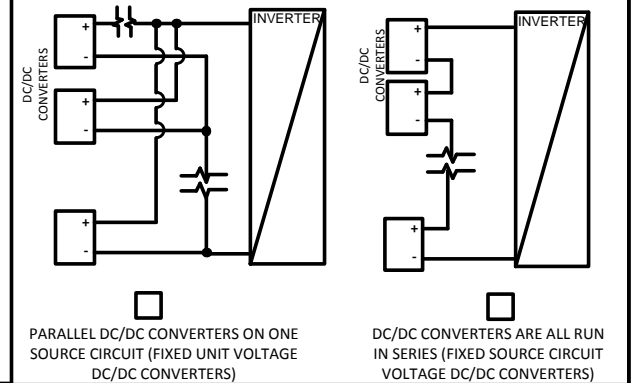 INVERTER
+
-
+
-
+
-
DC/DC
CONVERTERS
PARALLEL DC/DC CONVERTERS ON ONE
SOURCE CIRCUIT (FIXED UNIT VOLTAGE
DC/DC CONVERTERS)
INVERTER
+
-
+
-
+
-
DC/DC
CONVERTERS
DC/DC CONVERTERS ARE ALL RUN
IN SERIES (FIXED SOURCE CIRCUIT
VOLTAGE DC/DC CONVERTERS)